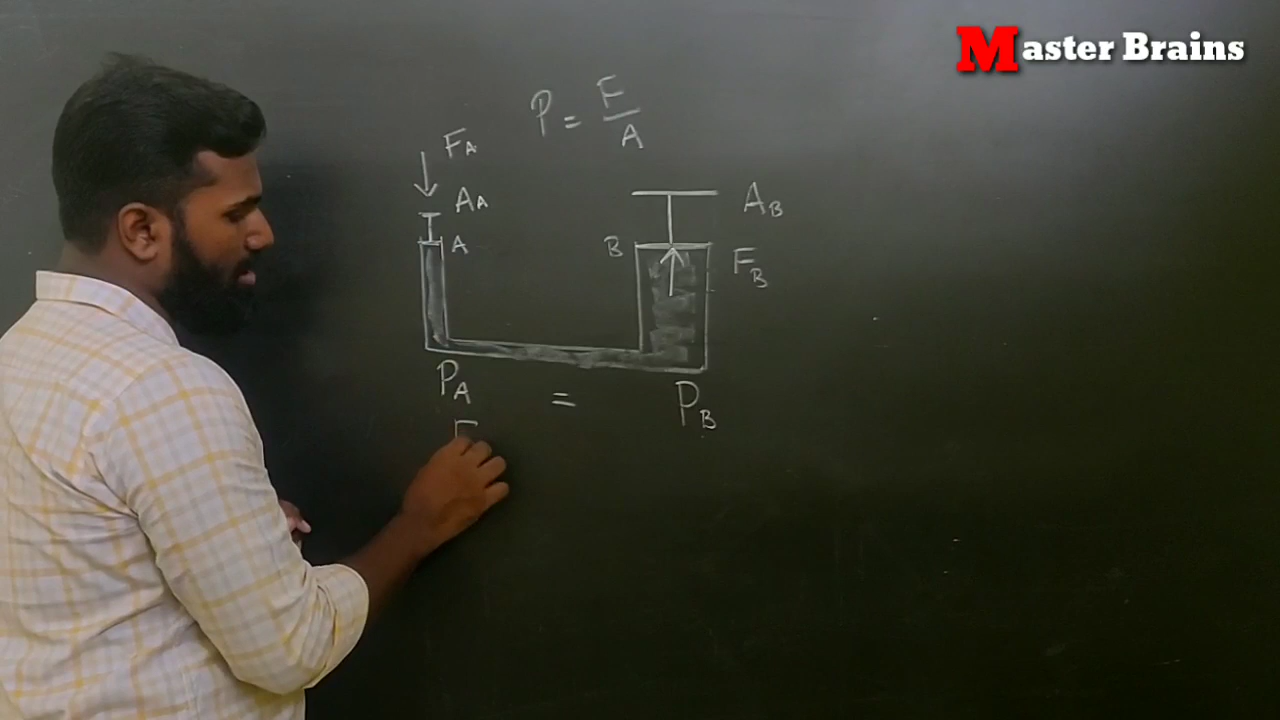 Master Brains
P = F/A
F_A
A_A
A_B
A
B
F_B
P_A = P_B
F